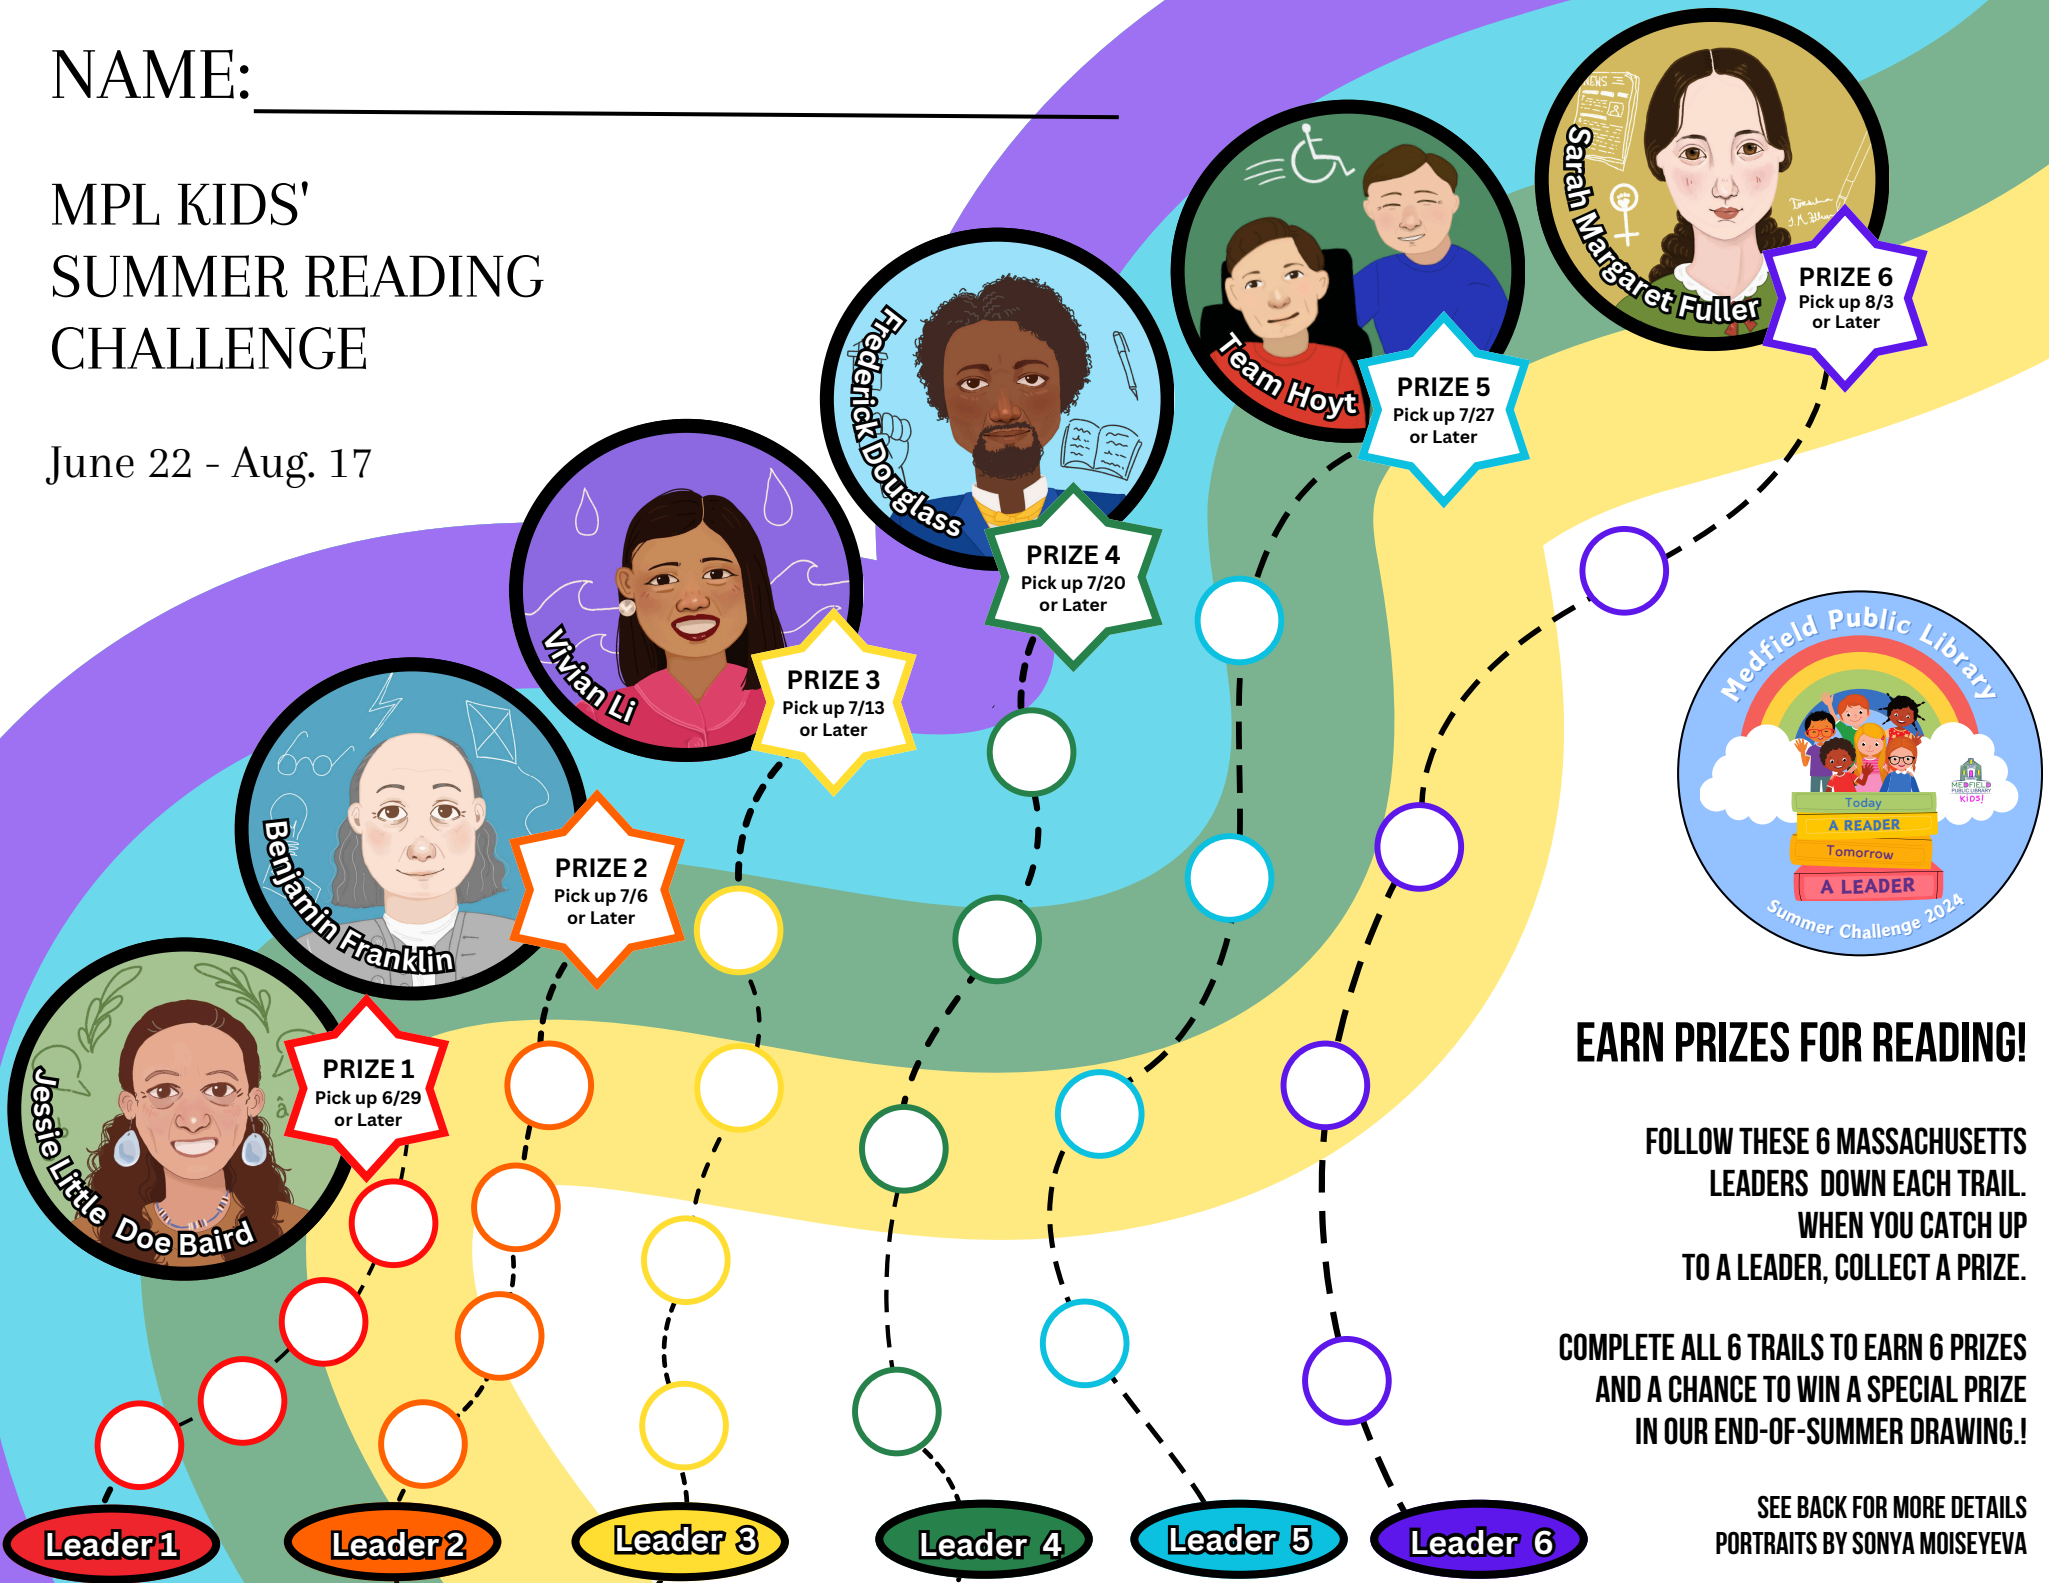 NAME:
MPL KIDS'
SUMMER READING
CHALLENGE
June 22 - Aug. 17
NEWS
Sarah Margaret Fuller
PRIZE 6
Pick up 8/3
or Later
Team Hoyt
PRIZE 5
Pick up 7/27
or Later
Frederick Douglass
PRIZE 4
Pick up 7/20
or Later
Vivian Li
PRIZE 3
Pick up 7/13
or Later
Benjamin Franklin
PRIZE 2
Pick up 7/6
or Later
Jessie Little Doe Baird
â
PRIZE 1
Pick up 6/29
or Later
Medfield Public Library
MEDFIELD
PUBLIC LIBRARY
KIDS!
Today
A READER
Tomorrow
A LEADER
Summer Challenge 2024
EARN PRIZES FOR READING!
FOLLOW THESE 6 MASSACHUSETTS
LEADERS DOWN EACH TRAIL.
WHEN YOU CATCH UP
TO A LEADER, COLLECT A PRIZE.
COMPLETE ALL 6 TRAILS TO EARN 6 PRIZES
AND A CHANCE TO WIN A SPECIAL PRIZE
IN OUR END-OF-SUMMER DRAWING.!
SEE BACK FOR MORE DETAILS
PORTRAITS BY SONYA MOISEYEVA
Leader 1
Leader 2
Leader 3
Leader 4
Leader 5
Leader 6